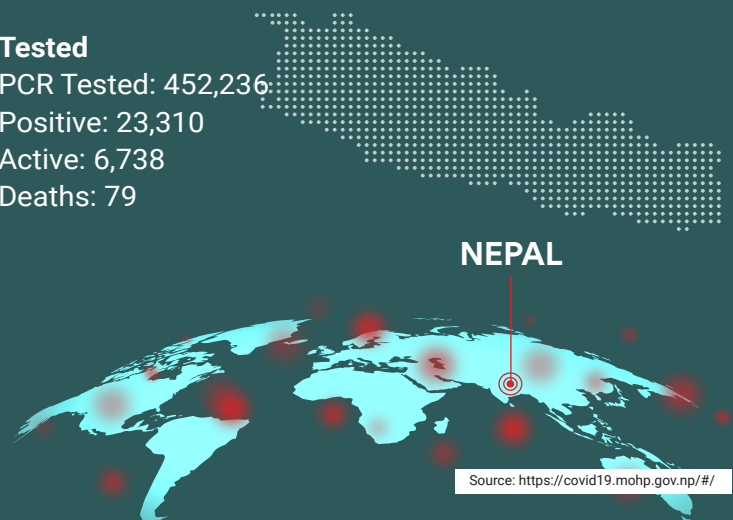 Tested
PCR Tested: 452,236
Positive: 23,310
Active: 6,738
Deaths: 79
NEPAL
Source: https://covid19.mohp.gov.np/#/